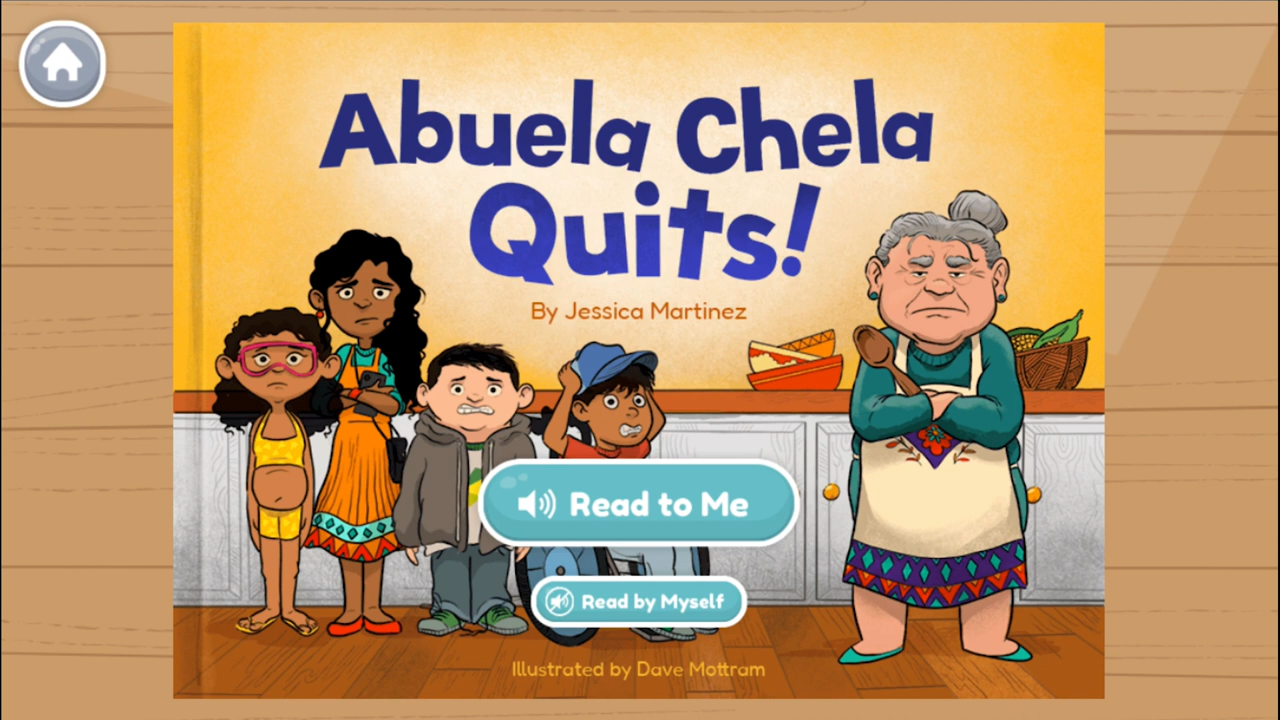 Abuela Chela
Quits!
By Jessica Martinez
Read to Me
Read by Myself
Illustrated by Dave Mottram